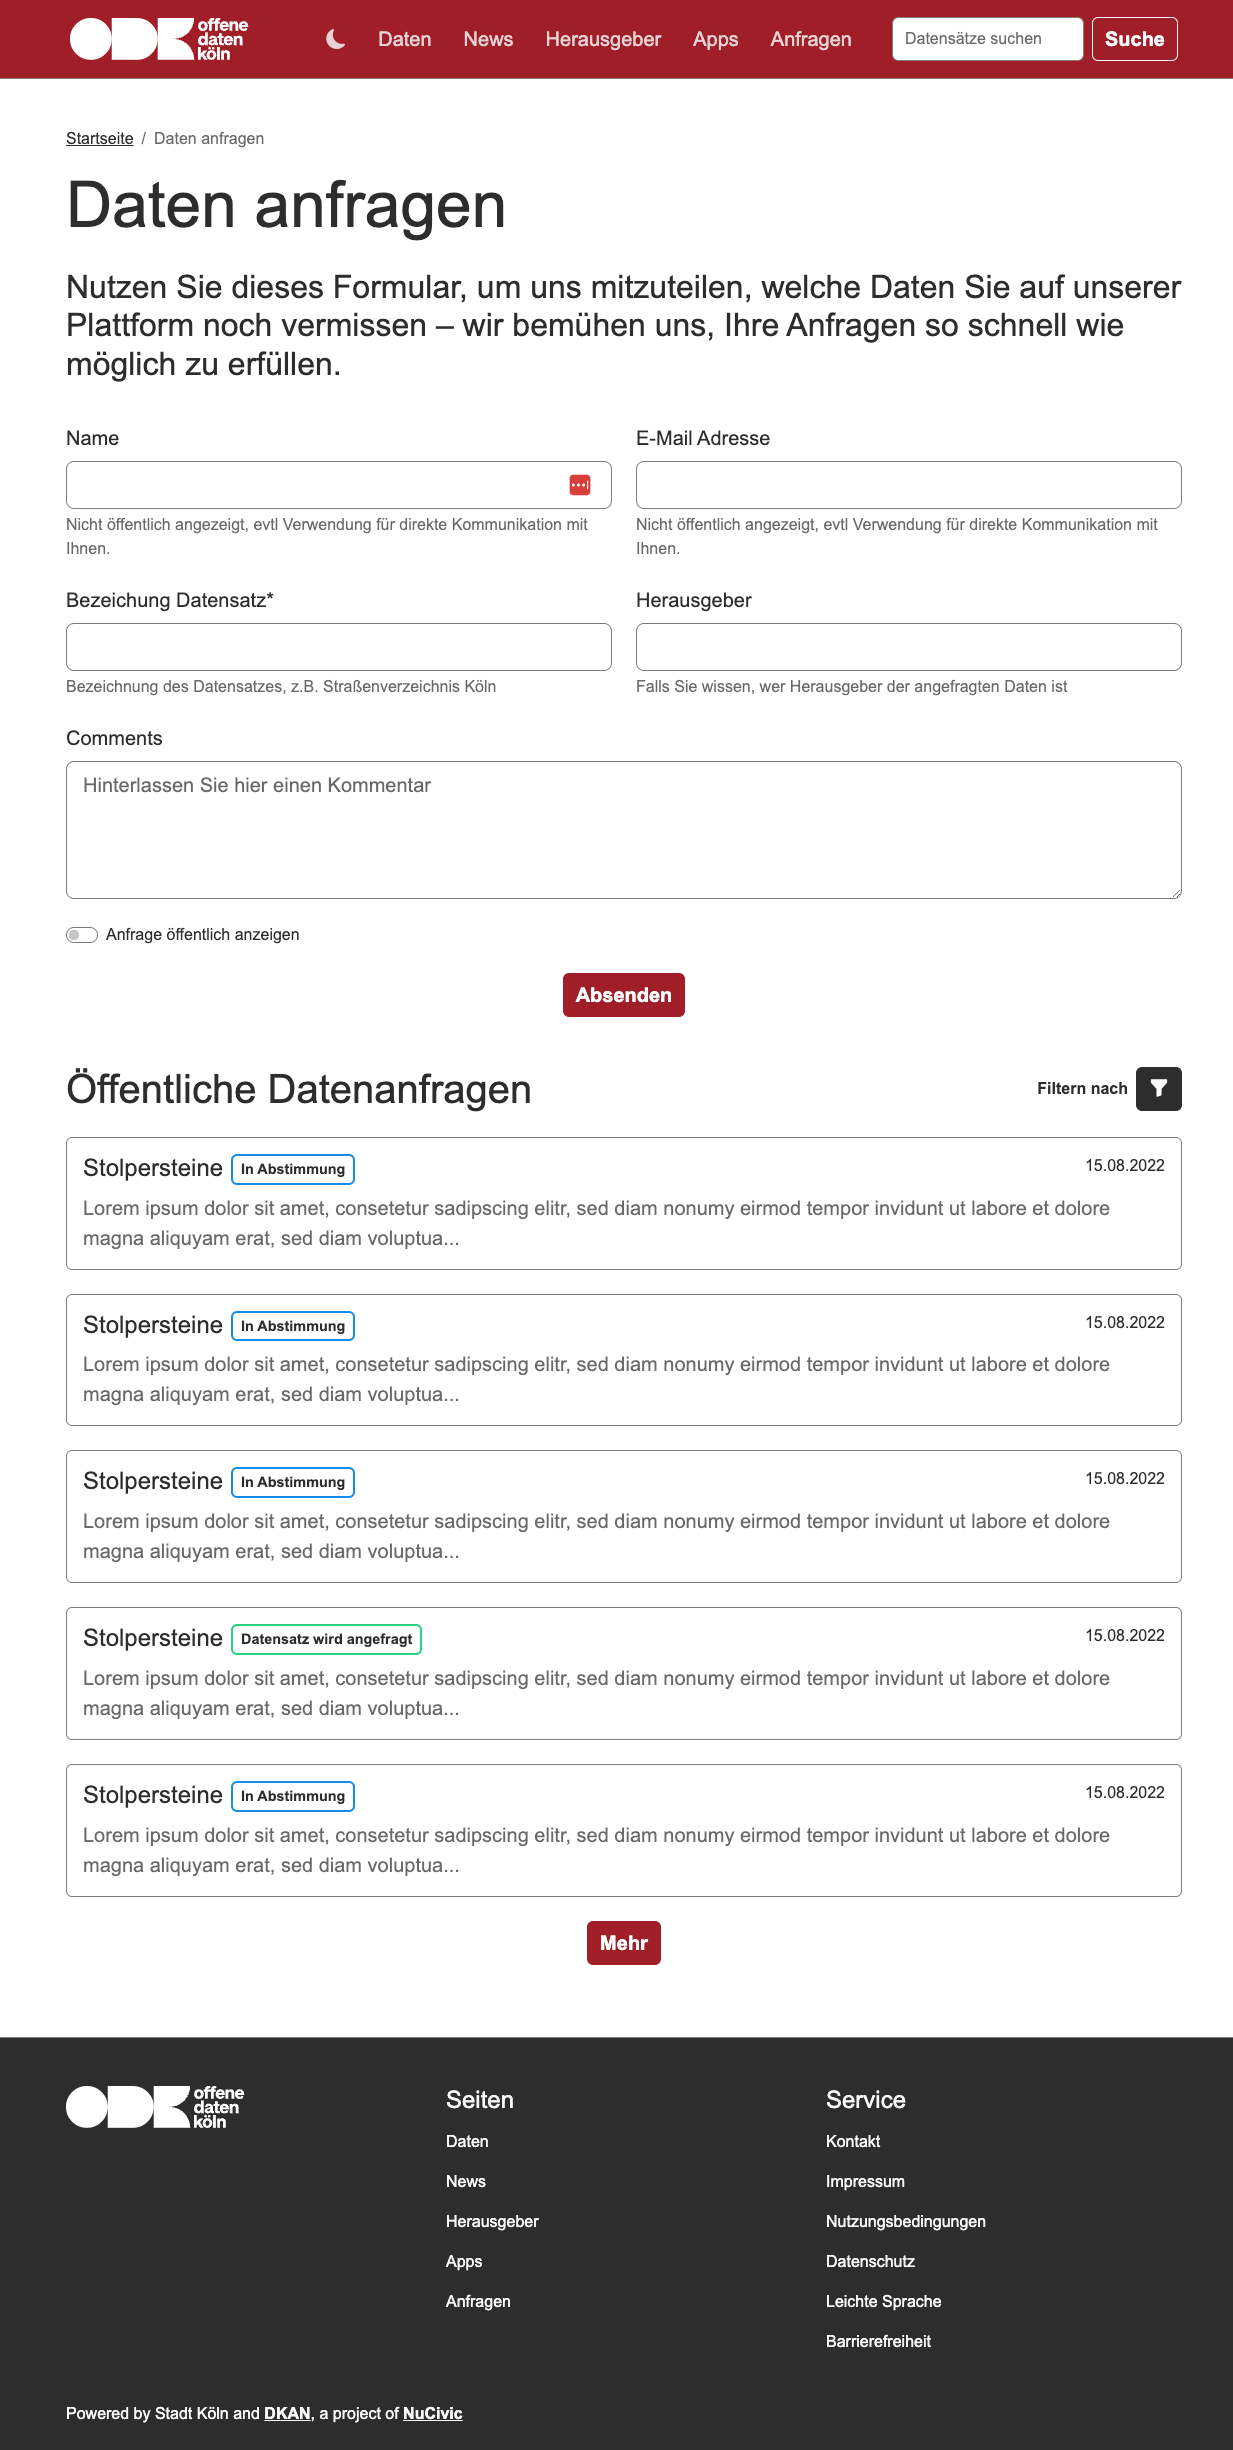 ODK offene
daten
köln
Daten News Herausgeber Apps Anfragen Datensätze suchen Suche
Startseite / Daten anfragen
Daten anfragen
Nutzen Sie dieses Formular, um uns mitzuteilen, welche Daten Sie auf unserer
Plattform noch vermissen – wir bemühen uns, Ihre Anfragen so schnell wie
möglich zu erfüllen.
Name
Nicht öffentlich angezeigt, evtl Verwendung für direkte Kommunikation mit
Ihnen.
E-Mail Adresse
Nicht öffentlich angezeigt, evtl Verwendung für direkte Kommunikation mit
Ihnen.
Bezeichung Datensatz*
Bezeichnung des Datensatzes, z.B. Straßenverzeichnis Köln
Herausgeber
Falls Sie wissen, wer Herausgeber der angefragten Daten ist
Comments
Hinterlassen Sie hier einen Kommentar
Anfrage öffentlich anzeigen
Absenden
Öffentliche Datenanfragen Filtern nach
Stolpersteine In Abstimmung 15.08.2022
Lorem ipsum dolor sit amet, consetetur sadipscing elitr, sed diam nonumy eirmod tempor invidunt ut labore et dolore
magna aliquyam erat, sed diam voluptua...
Stolpersteine In Abstimmung 15.08.2022
Lorem ipsum dolor sit amet, consetetur sadipscing elitr, sed diam nonumy eirmod tempor invidunt ut labore et dolore
magna aliquyam erat, sed diam voluptua...
Stolpersteine In Abstimmung 15.08.2022
Lorem ipsum dolor sit amet, consetetur sadipscing elitr, sed diam nonumy eirmod tempor invidunt ut labore et dolore
magna aliquyam erat, sed diam voluptua...
Stolpersteine Datensatz wird angefragt 15.08.2022
Lorem ipsum dolor sit amet, consetetur sadipscing elitr, sed diam nonumy eirmod tempor invidunt ut labore et dolore
magna aliquyam erat, sed diam voluptua...
Stolpersteine In Abstimmung 15.08.2022
Lorem ipsum dolor sit amet, consetetur sadipscing elitr, sed diam nonumy eirmod tempor invidunt ut labore et dolore
magna aliquyam erat, sed diam voluptua...
Mehr
ODK offene
daten
köln
Seiten
Daten
News
Herausgeber
Apps
Anfragen
Service
Kontakt
Impressum
Nutzungsbedingungen
Datenschutz
Leichte Sprache
Barrierefreiheit
Powered by Stadt Köln and DKAN, a project of NuCivic